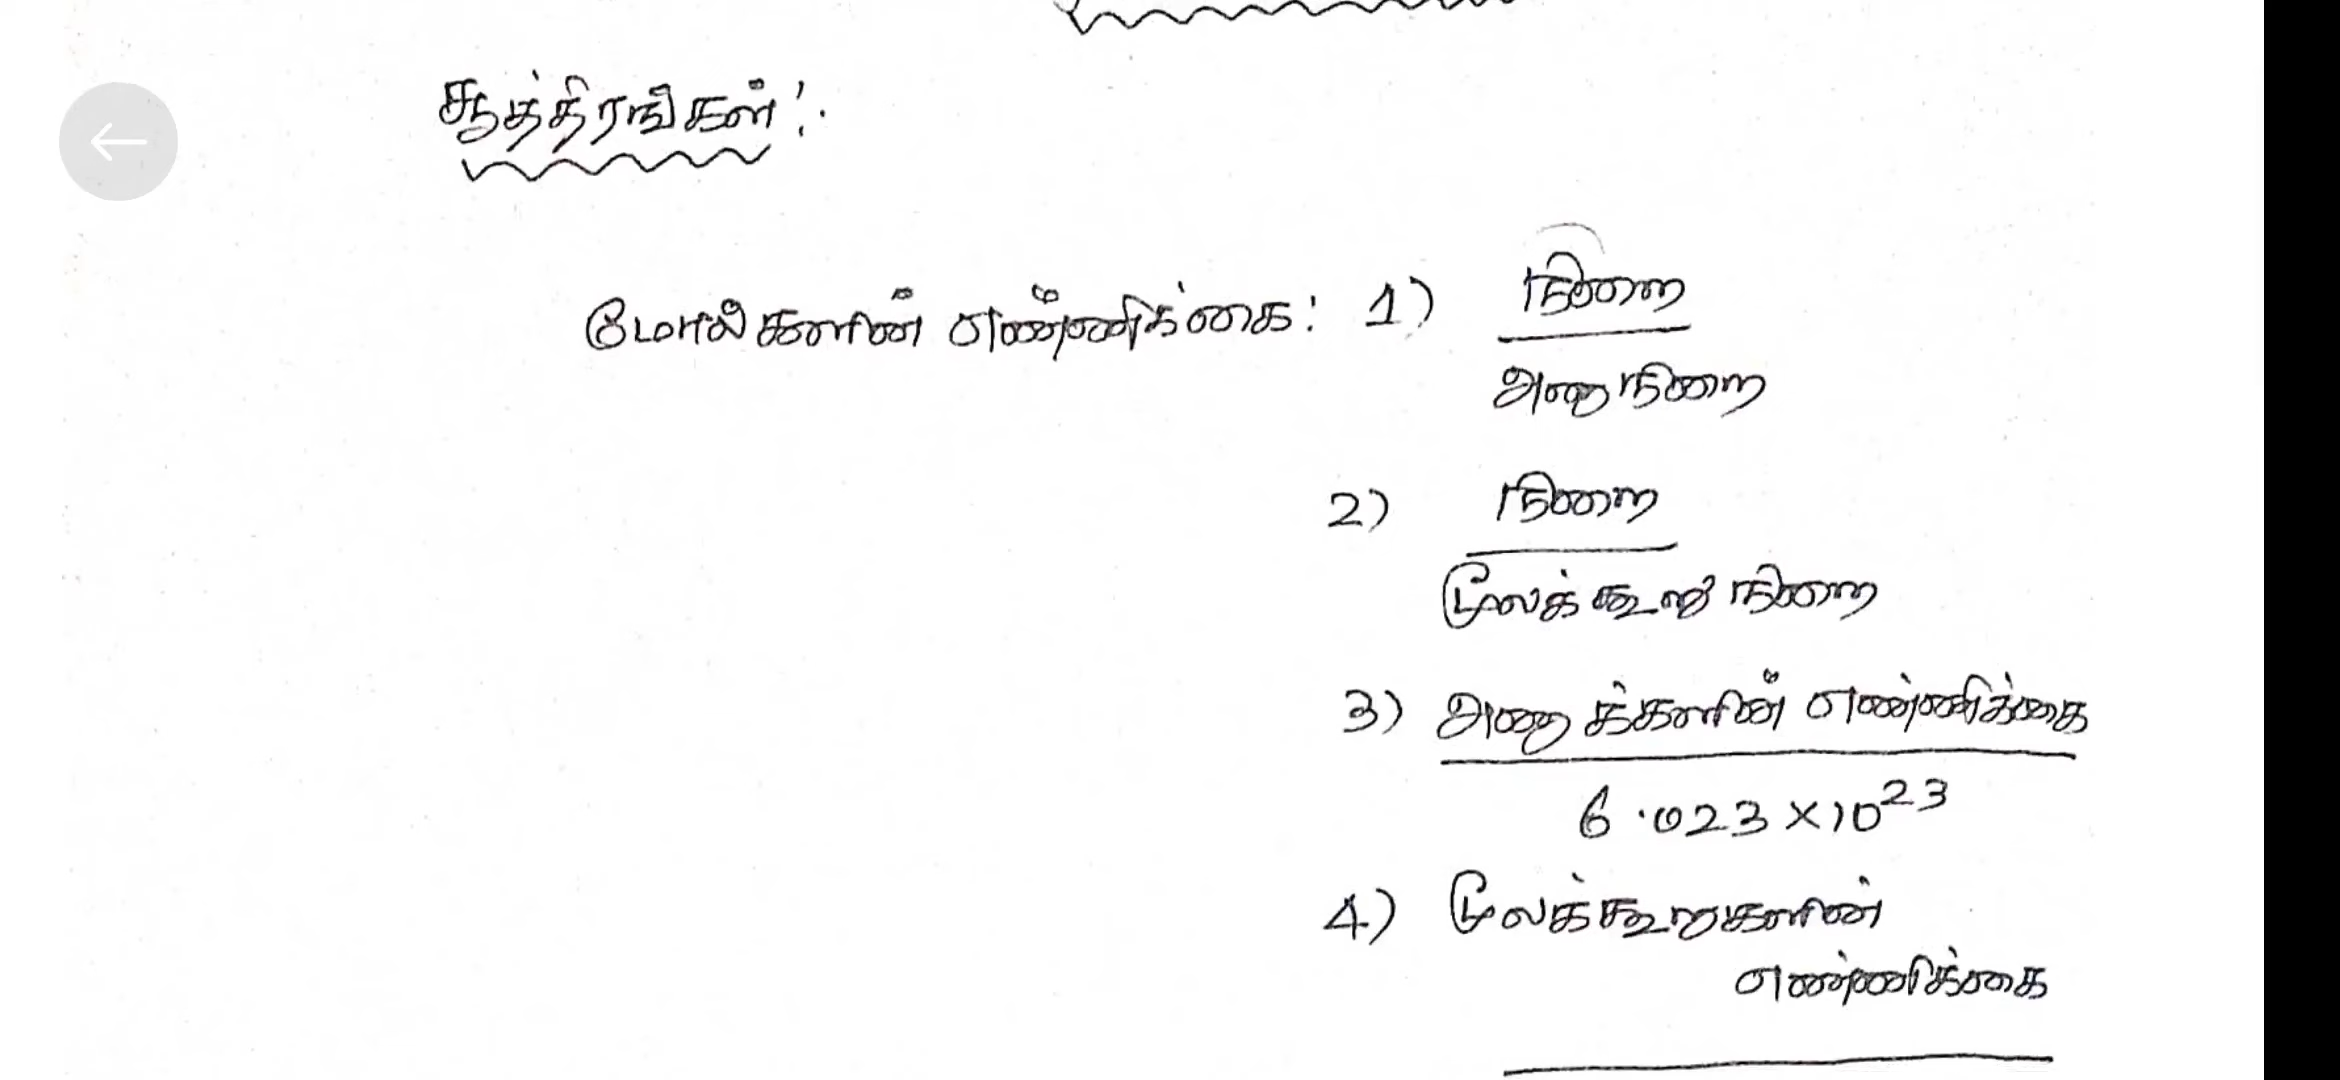 சூத்திரங்கள்:
மோல்களின் எண்ணிக்கை: 1) நிறை
அணுநிறை
2) நிறை
மூலக்கூறு நிறை
3) அணுக்களின் எண்ணிக்கை
6.023 × 10²³
4) மூலக்கூறுகளின்
எண்ணிக்கை